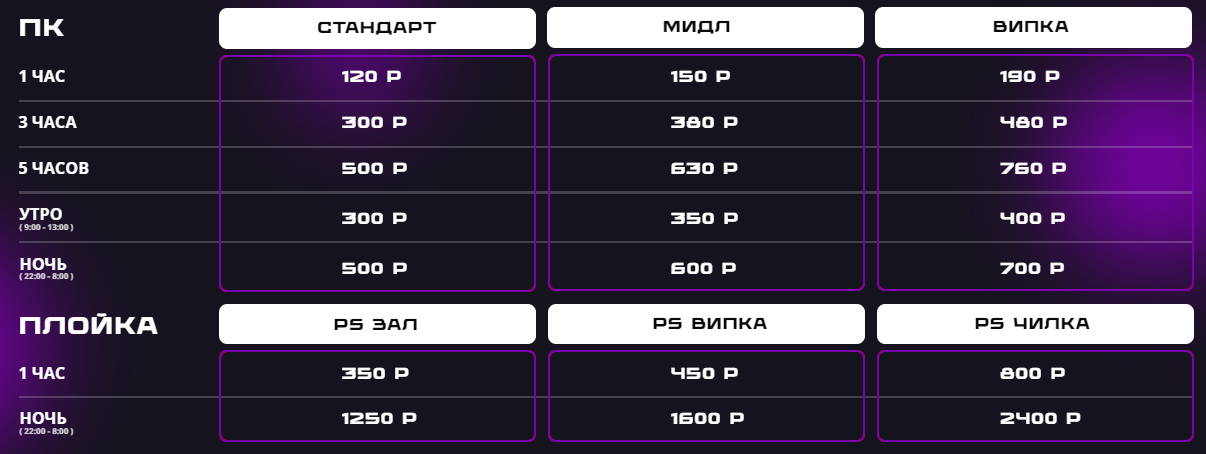 ПК СТАНДАРТ МИДЛ ВИПКА
1 ЧАС 120 Р 150 Р 190 Р
3 ЧАСА 300 Р 380 Р 480 Р
5 ЧАСОВ 500 Р 630 Р 760 Р
УТРО 300 Р 350 Р 400 Р
( 9:00 - 13:00 )
НОЧЬ 500 Р 600 Р 700 Р
( 22:00 - 8:00 )
ПЛОЙКА PS ЗАЛ PS ВИПКА PS ЧИЛКА
1 ЧАС 350 Р 450 Р 800 Р
НОЧЬ 1250 Р 1600 Р 2400 Р
( 22:00 - 8:00 )